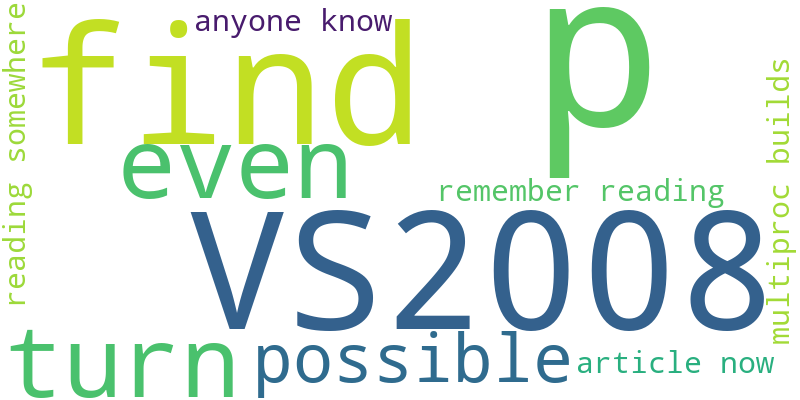 anyone know
find
p
even
remember reading
VS2008
turn
possible
article now
reading somewhere
multiproc builds